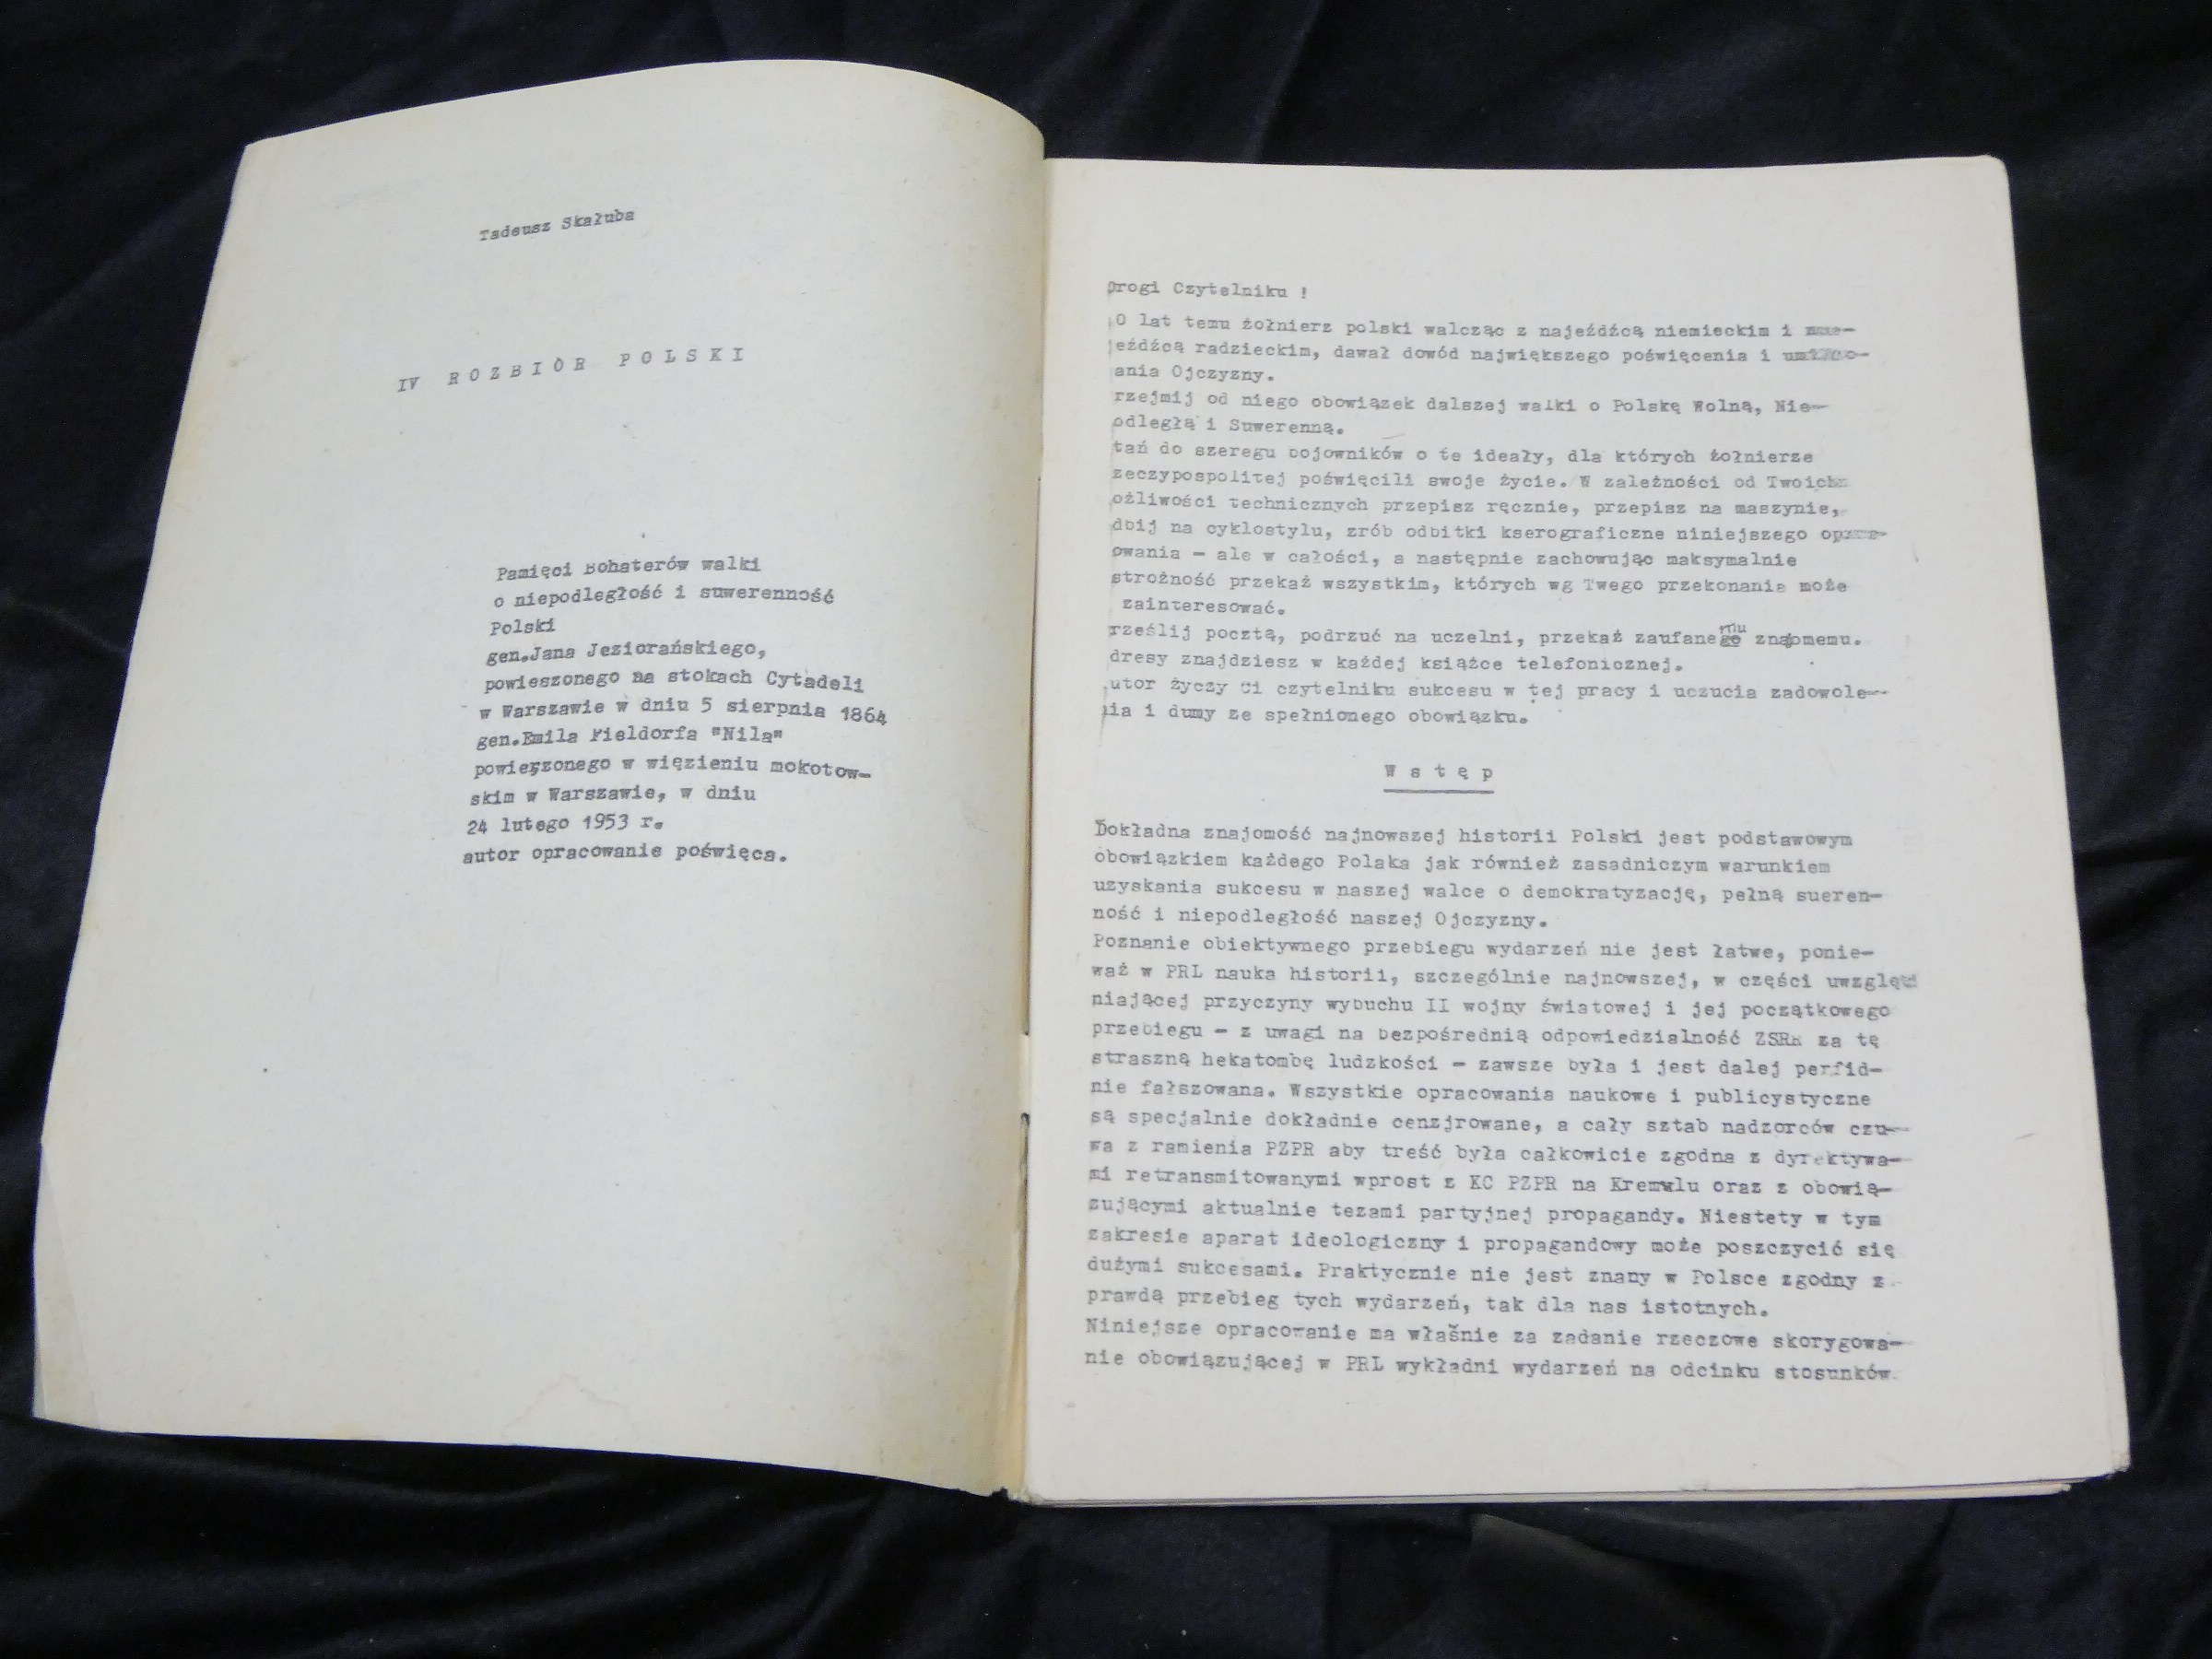 Tadeusz Skałuba
IV ROZBIÓR POLSKI
Pamięci Bohaterów walki
o niepodległość i suwerenność
Polski
gen.Jana Jeziorańskiego,
powieszonego na stokach Cytadeli
w Warszawie w dniu 5 sierpnia 1864
gen.Emila Fieldorfa "Nila"
powieszonego w więzieniu mokotow-
skim w Warszawie, w dniu
24 lutego 1953 r.
autor opracowanie poświęca.
Drogi Czytelniku !
0 lat temu żołnierz polski walcząc z najeźdźcą niemieckim i
eźdźcą radzieckim, dawał dowód największego poświęcenia i
ania Ojczyzny.
rzejmij od niego obowiązek dalszej walki o Polskę Wolną, Nie-
odległą i Suwerenną.
tań do szeregu bojowników o te ideały, dla których żołnierze
zeczypospolitej poświęcili swoje życie. W zależności od Twoich
ożliwości technicznych przepisz ręcznie, przepisz na maszynie,
dbij na cyklostylu, zrób odbitki kserograficzne niniejszego
owania - ale w całości, a następnie zachowując maksymalnie
strożność przekaż wszystkim, których wg Twego przekonania może
zainteresować.
rześlij pocztą, podrzuć na uczelni, przekaż zaufanemu znajomemu.
dresy znajdziesz w każdej książce telefonicznej.
utor życzy Ci czytelniku sukcesu w tej pracy i uczucia zadowole-
nia i dumy ze spełnionego obowiązku.
Wstęp
Dokładna znajomość najnowszej historii Polski jest podstawowym
obowiązkiem każdego Polaka jak również zasadniczym warunkiem
uzyskania sukcesu w naszej walce o demokratyzację, pełną sueren-
ność i niepodległość naszej Ojczyzny.
Poznanie obiektywnego przebiegu wydarzeń nie jest łatwe, ponie-
waż w PRL nauka historii, szczególnie najnowszej, w części uwzględ
niającej przyczyny wybuchu II wojny światowej i jej początkowego
przebiegu - z uwagi na bezpośrednią odpowiedzialność ZSRR za tę
straszną hekatombę ludzkości - zawsze była i jest dalej perfid-
nie fałszowana. Wszystkie opracowania naukowe i publicystyczne
są specjalnie dokładnie cenzjrowane, a cały sztab nadzorców czu-
wa z ramienia PZPR aby treść była całkowicie zgodna z dyrektywa-
mi retransmitowanymi wprost z KC PZPR na Kremwlu oraz z obowią-
zującymi aktualnie tezami partyjnej propagandy. Niestety w tym
zakresie aparat ideologiczny i propagandowy może poszczycić się
dużymi sukcesami. Praktycznie nie jest znany w Polsce zgodny z
prawdą przebieg tych wydarzeń, tak dla nas istotnych.
Niniejsze opracowanie ma właśnie za zadanie rzeczowe skorygowa-
nie obowiązującej w PRL wykładni wydarzeń na odcinku stosunków